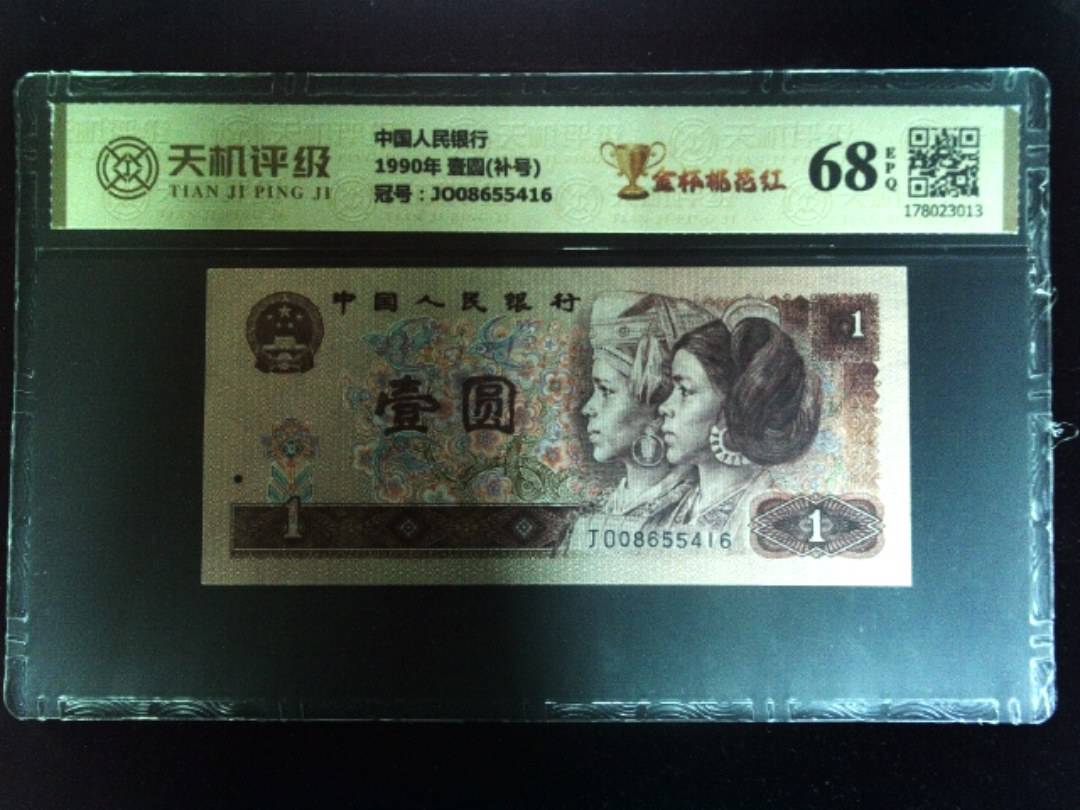 天机评级
TIAN JI PING JI
中国人民银行
1990年 壹圆(补号)
冠号：JO08655416
金杯桃花红
68
EPQ
178023013
中国人民銀行
1
壹圆
1
JO08655416
1